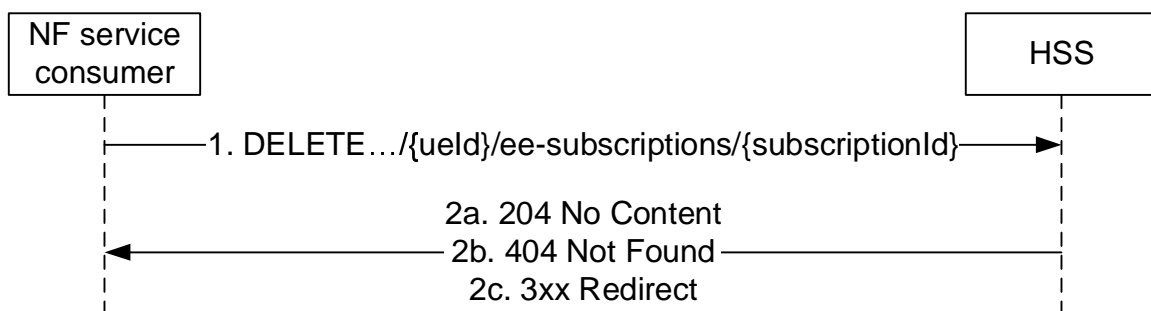 NF service
consumer
HSS
1. DELETE…/{ueId}/ee-subscriptions/{subscriptionId}
2a. 204 No Content
2b. 404 Not Found
2c. 3xx Redirect